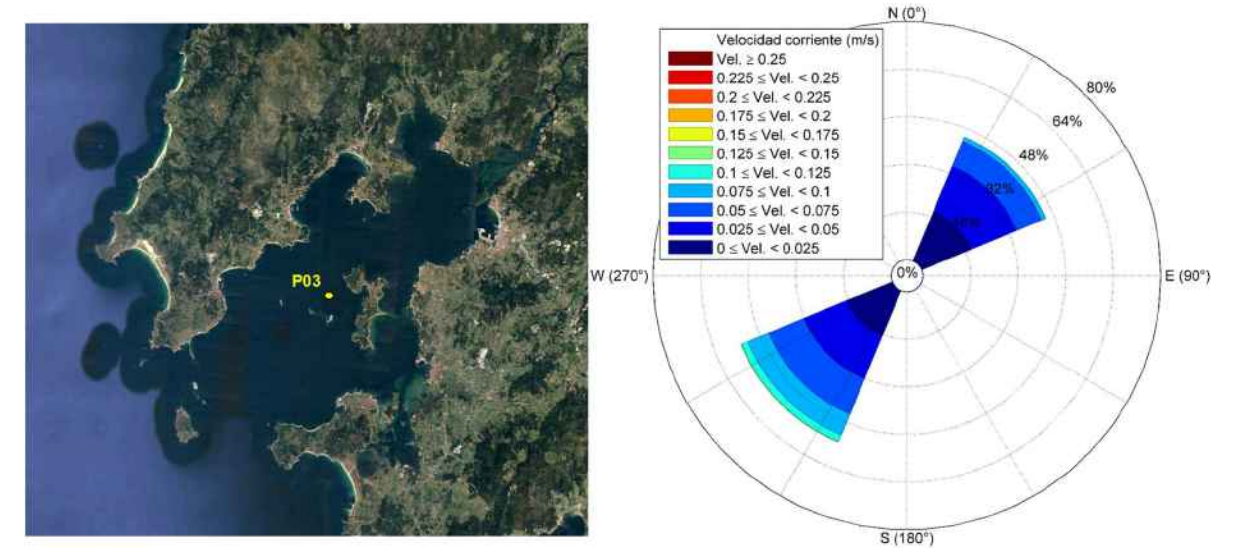 P03
N (0°)
Velocidad corriente (m/s)
Vel. ≥ 0.25
0.225 ≤ Vel. < 0.25
0.2 ≤ Vel. < 0.225
0.175 ≤ Vel. < 0.2
0.15 ≤ Vel. < 0.175
0.125 ≤ Vel. < 0.15
0.1 ≤ Vel. < 0.125
0.075 ≤ Vel. < 0.1
0.05 ≤ Vel. < 0.075
0.025 ≤ Vel. < 0.05
0 ≤ Vel. < 0.025
80%
64%
48%
32%
16%
0%
W (270°)
E (90°)
S (180°)